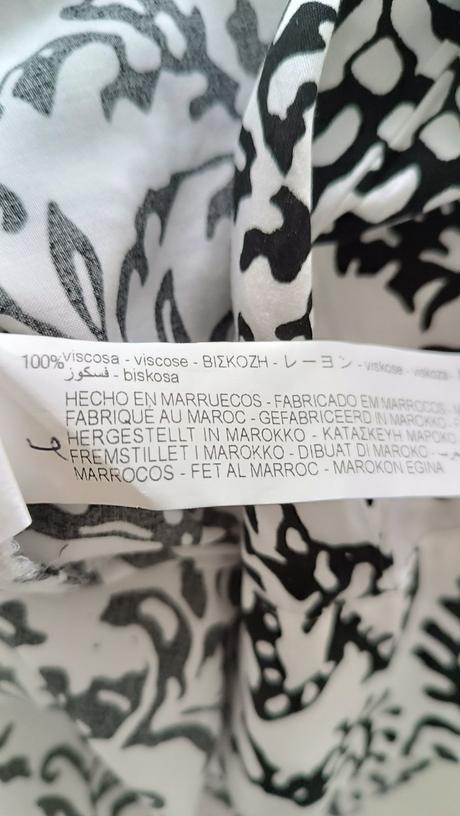 100% viscosa - viscose - ΒΙΣΚΟΖΗ - レーヨン - viskose - viskoza
فسكوز - biskosa
HECHO EN MARRUECOS - FABRICADO EM MARROCOS -
FABRIQUÉ AU MAROC - GEFABRICEERD IN MAROKKO -
HERGESTELLT IN MAROKKO - ΚΑΤΑΣΚΕΥΗ ΜΑΡΟΚΟ
FREMSTILLET I MAROKKO - DIBUAT DI MAROKO -
MARROCOS - FET AL MARROC - MAROKON EGINA